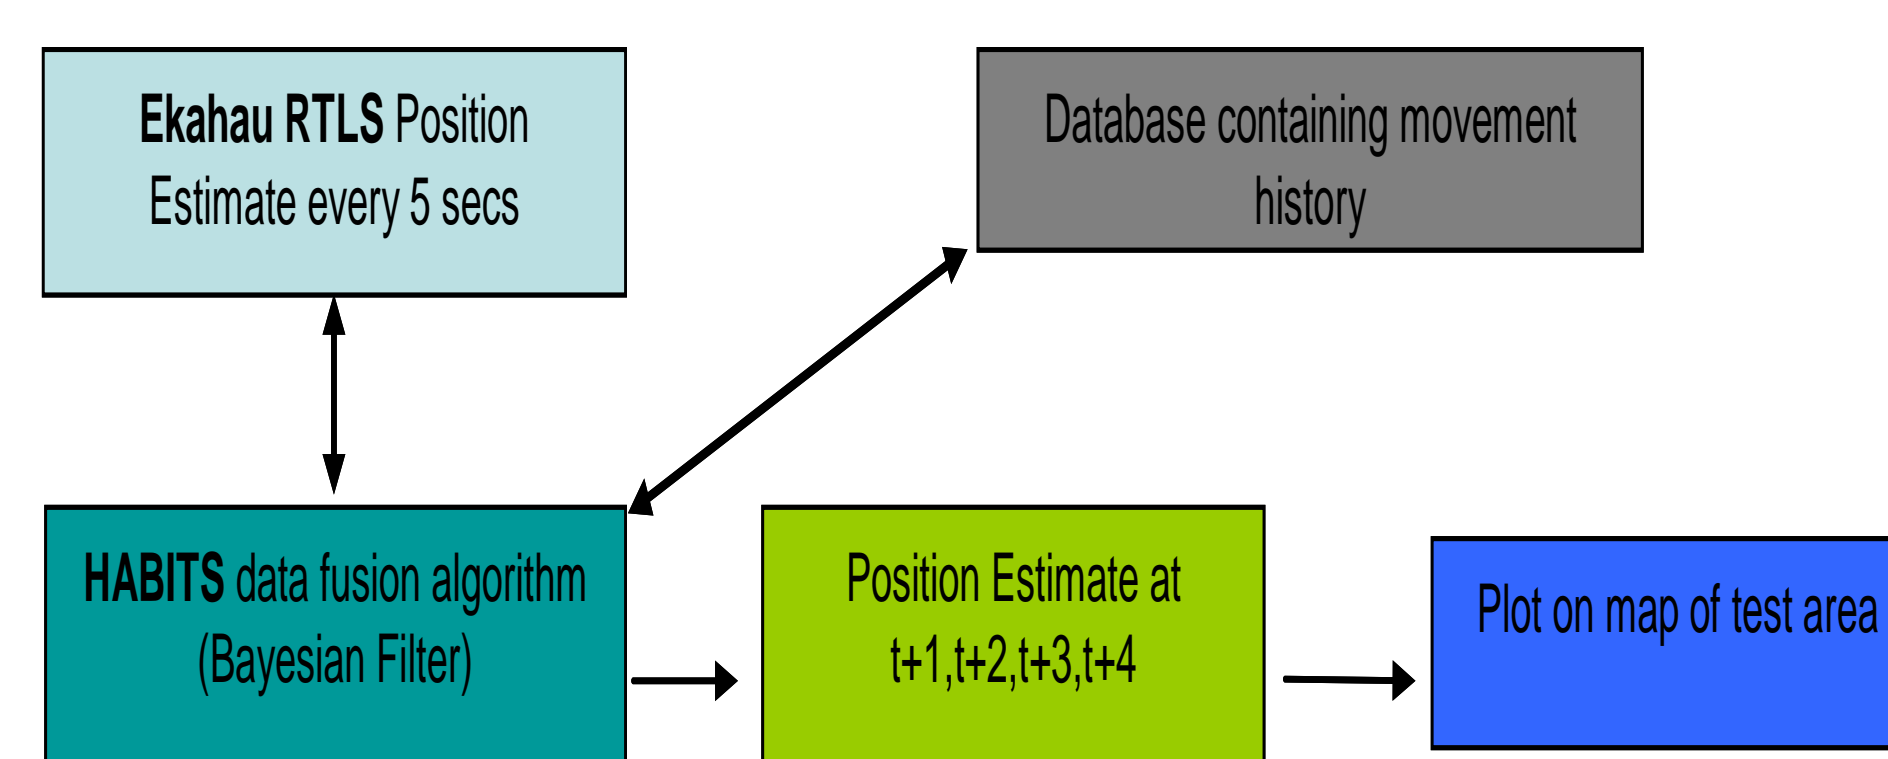 Ekahau RTLS Position
Estimate every 5 secs
Database containing movement
history
HABITS data fusion algorithm
(Bayesian Filter)
Position Estimate at
t+1,t+2,t+3,t+4
Plot on map of test area